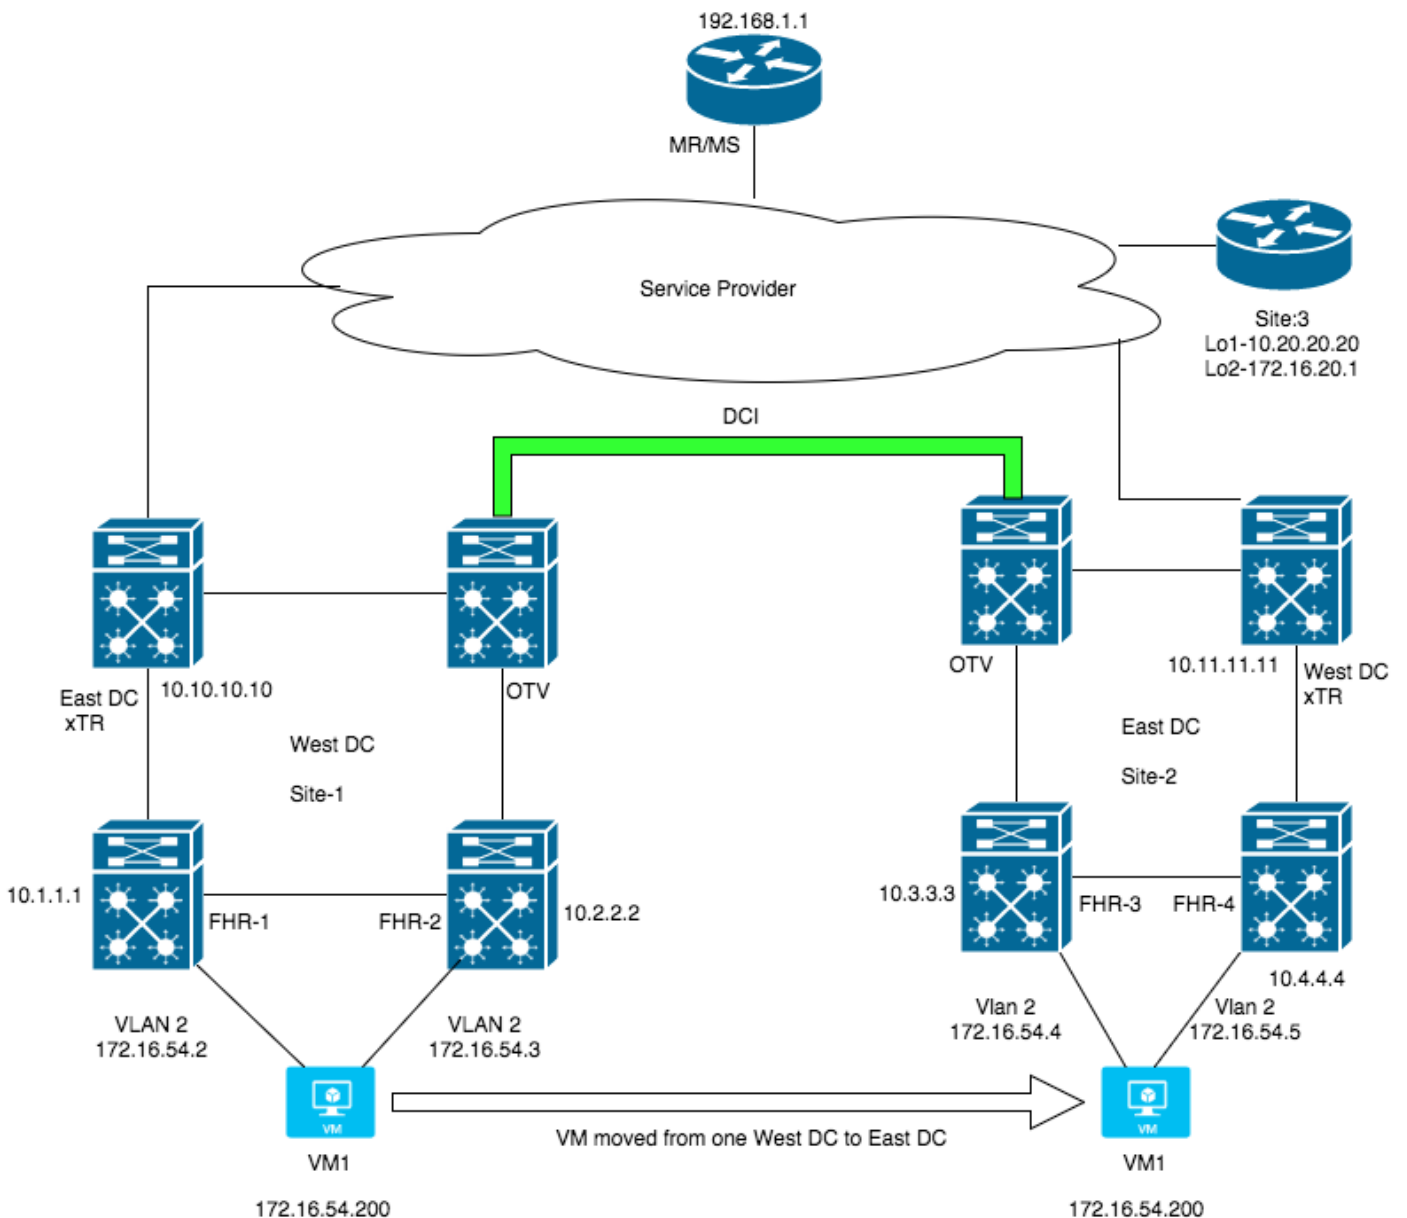 192.168.1.1
MR/MS
Service Provider
Site:3
Lo1-10.20.20.20
Lo2-172.16.20.1
DCI
East DC
xTR
10.10.10.10
OTV
West DC
Site-1
OTV
10.11.11.11
West DC
xTR
East DC
Site-2
10.1.1.1
FHR-1
FHR-2
10.2.2.2
10.3.3.3
FHR-3
FHR-4
10.4.4.4
VLAN 2
172.16.54.2
VLAN 2
172.16.54.3
Vlan 2
172.16.54.4
Vlan 2
172.16.54.5
VM
VM
VM moved from one West DC to East DC
VM1
172.16.54.200
VM1
172.16.54.200